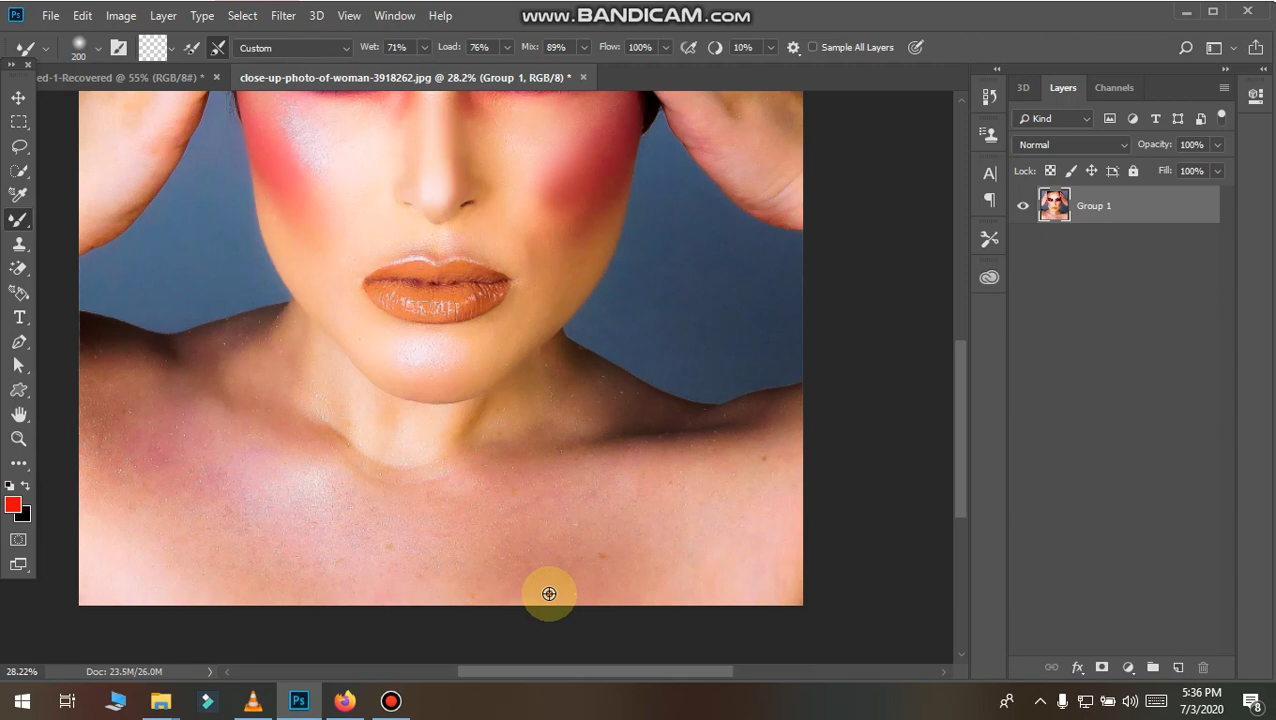 Ps File Edit Image Layer Type Select Filter 3D View Window Help
www.BANDICAM.com
200 Custom Wet: 71% Load: 76% Mix: 89% Flow: 100% 10% Sample All Layers
ed-1-Recovered @ 55% (RGB/8#) * × close-up-photo-of-woman-3918262.jpg @ 28.2% (Group 1, RGB/8) * ×
3D Layers Channels
Kind
Normal Opacity: 100%
Lock: Fill: 100%
Group 1
28.22% Doc: 23.5M/26.0M
Ps
5:36 PM
7/3/2020
8